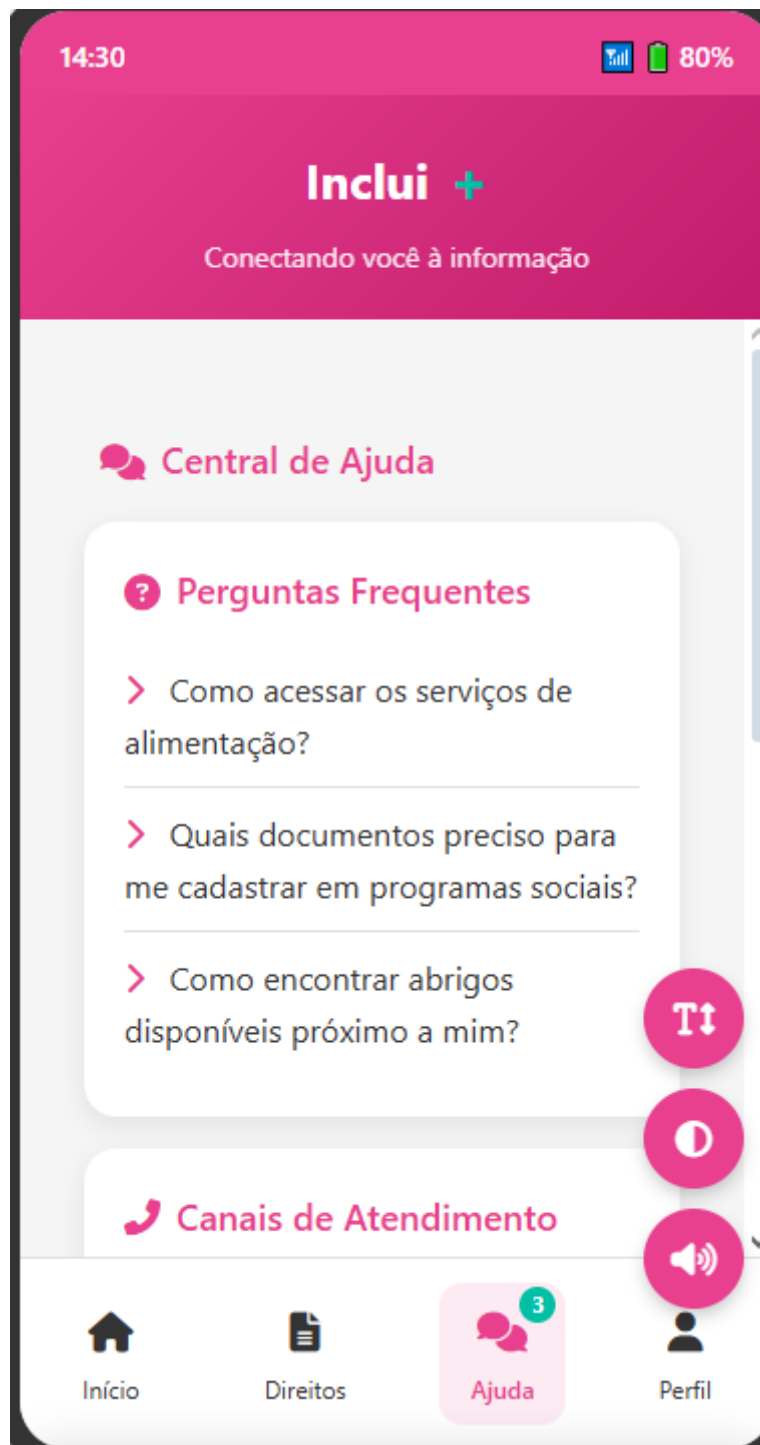 14:30 80%
Inclui +
Conectando você à informação
Central de Ajuda
Perguntas Frequentes
Como acessar os serviços de
alimentação?
Quais documentos preciso para
me cadastrar em programas sociais?
Como encontrar abrigos
disponíveis próximo a mim?
Canais de Atendimento
3
Início Direitos Ajuda Perfil